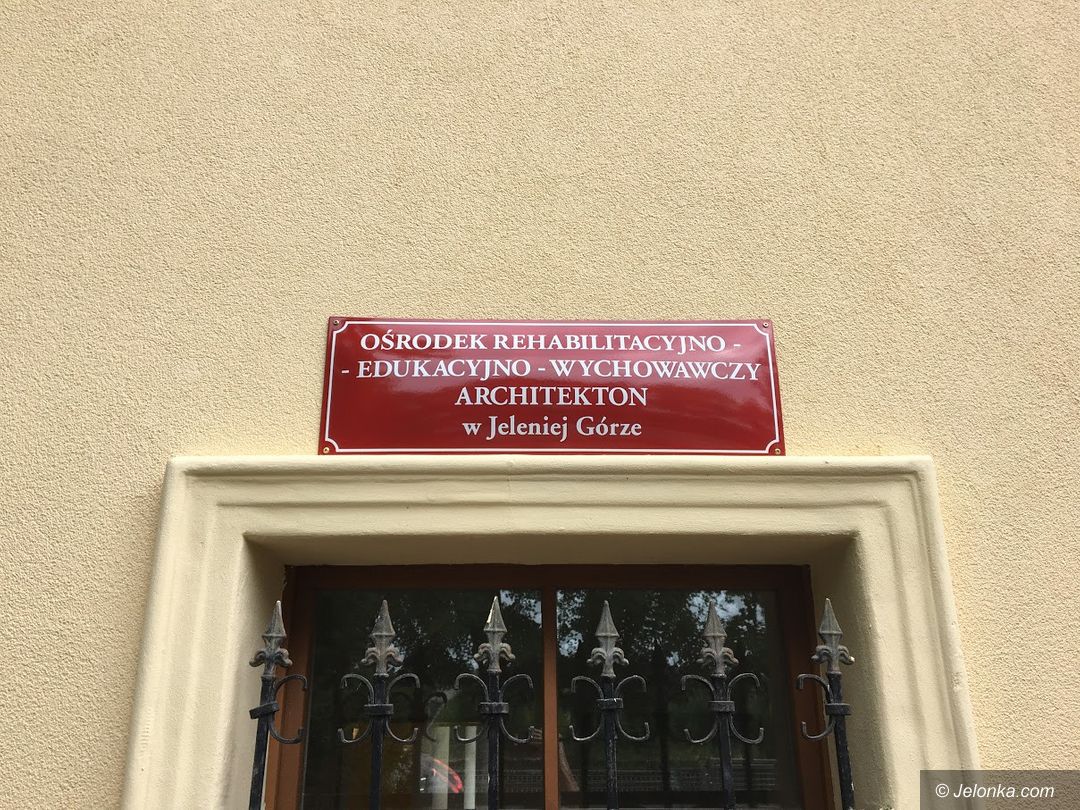 OŚRODEK REHABILITACYJNO -
- EDUKACYJNO - WYCHOWAWCZY
ARCHITEKTON
w Jeleniej Górze
© Jelonka.com